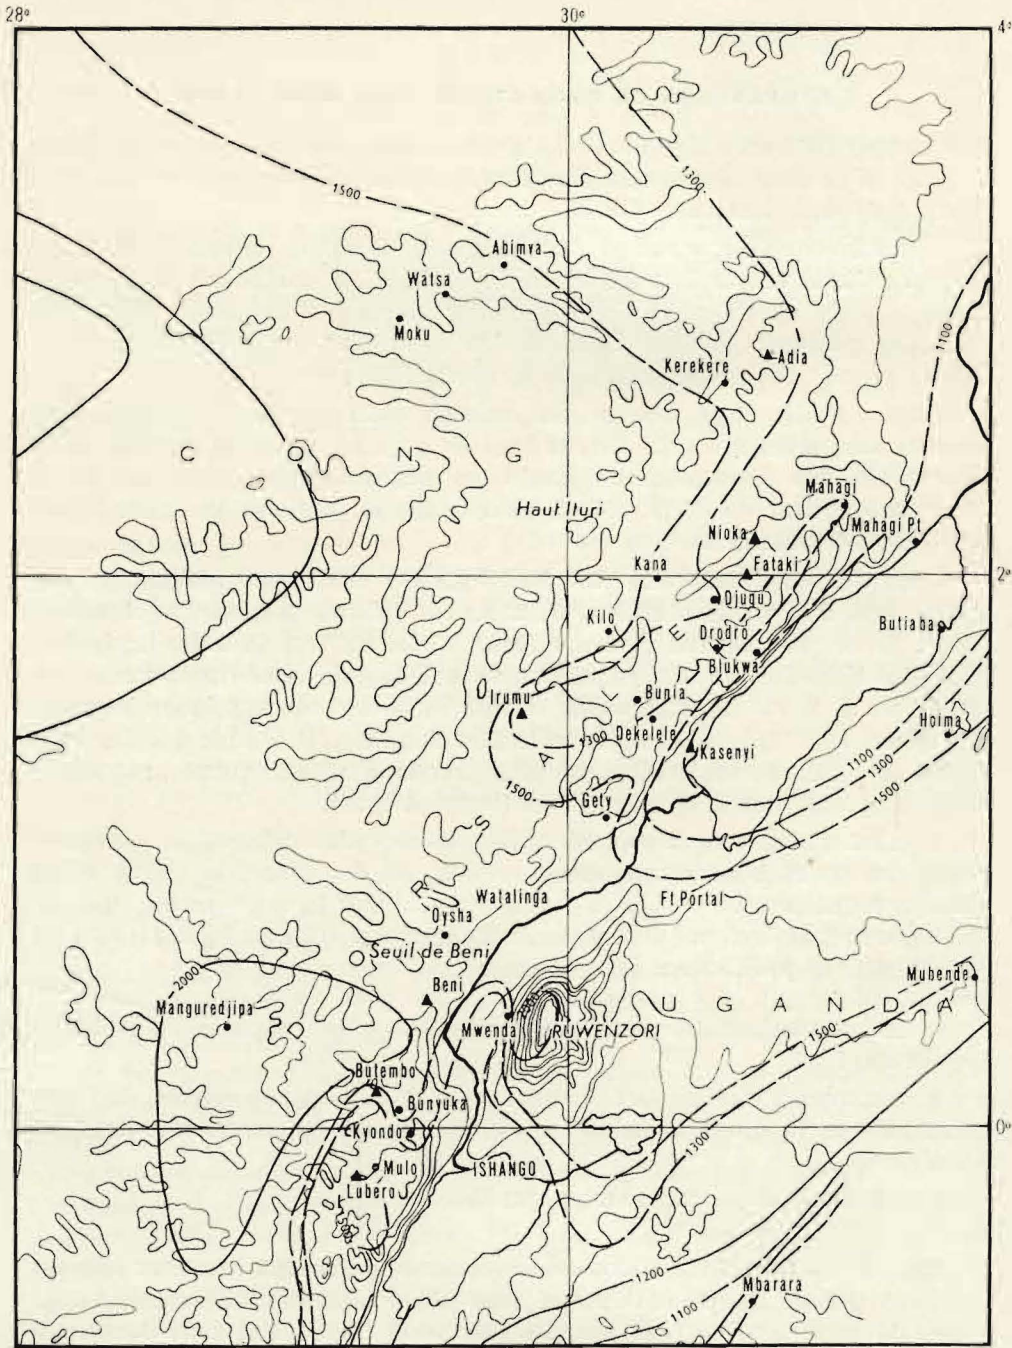 28°
30°
4°
1500
1300
Abimva
Watsa
Moku
1100
Adia
Kerekere
C O N G O
Mahagi
Haut Ituri
Mahagi Pt
Nioka
Kana
Fataki
2°
Djugu
Kilo
Butiaba
Drodro
Blukwa
Irumu
Bunia
Hoima
Dekelele
1300
Kasenyi
1100
1300
1500
1500
Gety
Watalinga
Ft Portal
Oysha
Seuil de Beni
2000
Beni
Mubende
Manguredjipa
U G A N D A
Mwenda
RUWENZORI
1500
Butembo
Bunyuka
Kyondo
0°
1300
Mulo
ISHANGO
Lubero
1200
Mbarara
1100